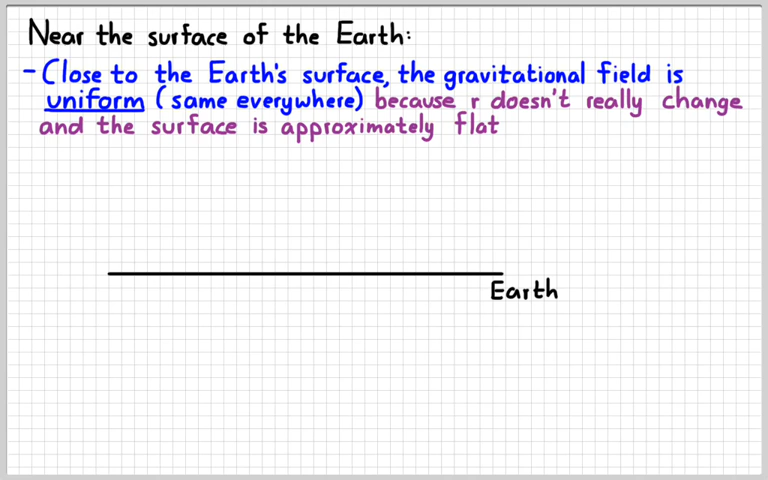 Near the surface of the Earth:
- Close to the Earth's surface, the gravitational field is
uniform (same everywhere) because r doesn't really change
and the surface is approximately flat
Earth